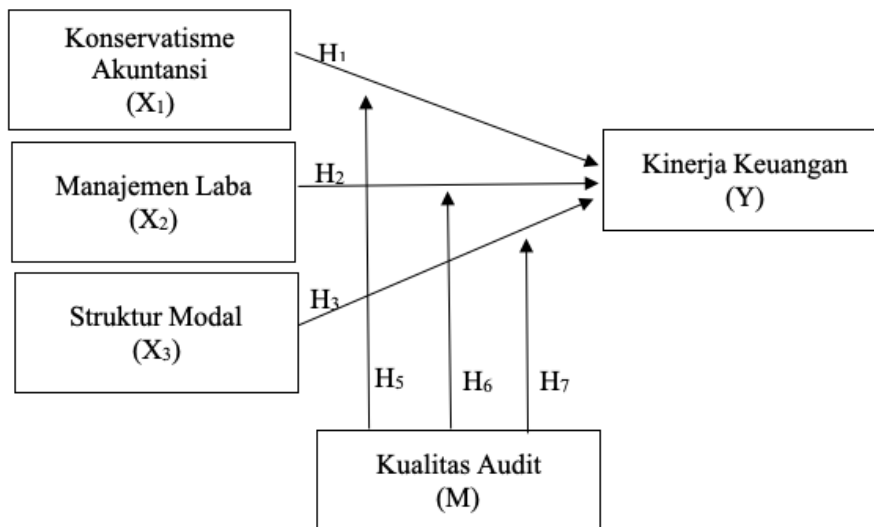 Konservatisme
Akuntansi
(X₁)
H₁
Manajemen Laba
(X₂)
H₂
Kinerja Keuangan
(Y)
Struktur Modal
(X₃)
H₃
H₅
H₆
H₇
Kualitas Audit
(M)